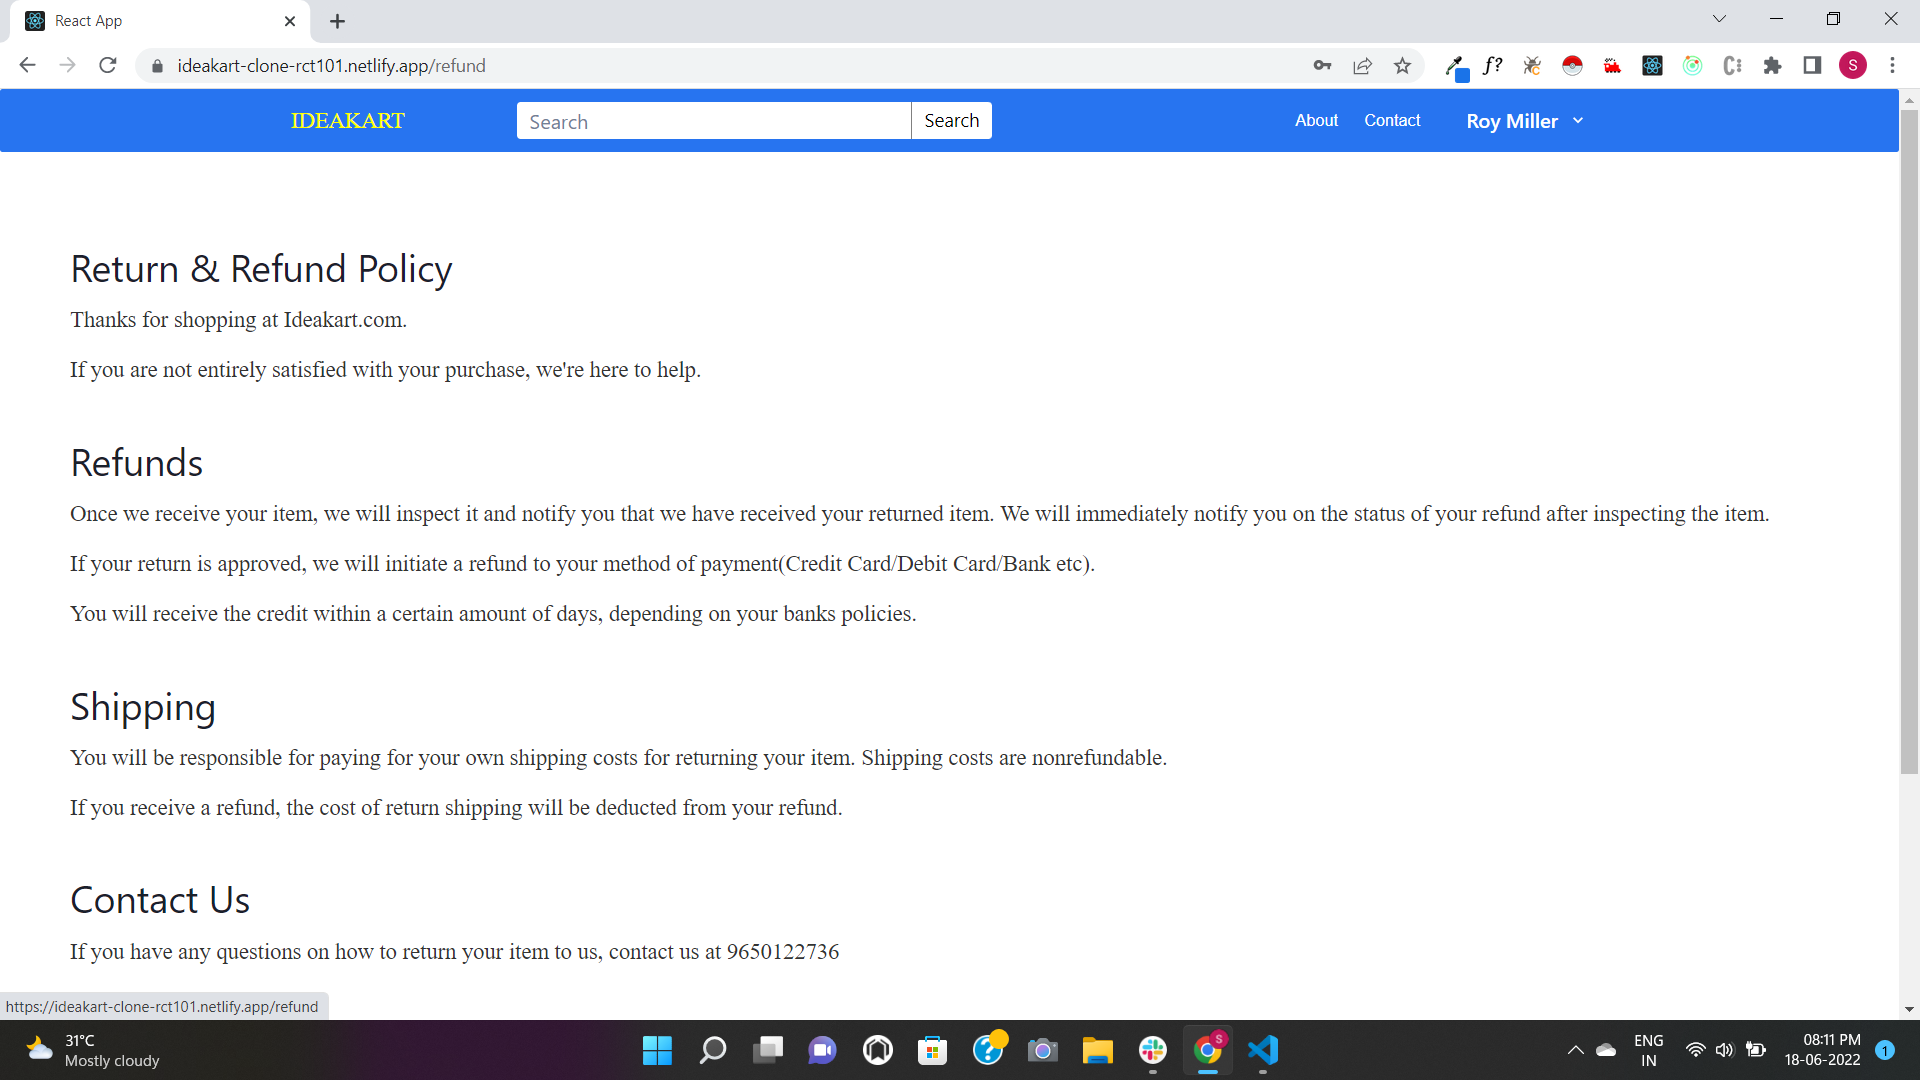 React App
ideakart-clone-rct101.netlify.app/refund
f?
S
IDEAKART
Search
Search
About
Contact
Roy Miller
Return & Refund Policy
Thanks for shopping at Ideakart.com.
If you are not entirely satisfied with your purchase, we're here to help.
Refunds
Once we receive your item, we will inspect it and notify you that we have received your returned item. We will immediately notify you on the status of your refund after inspecting the item.
If your return is approved, we will initiate a refund to your method of payment(Credit Card/Debit Card/Bank etc).
You will receive the credit within a certain amount of days, depending on your banks policies.
Shipping
You will be responsible for paying for your own shipping costs for returning your item. Shipping costs are nonrefundable.
If you receive a refund, the cost of return shipping will be deducted from your refund.
Contact Us
If you have any questions on how to return your item to us, contact us at 9650122736
https://ideakart-clone-rct101.netlify.app/refund
31°C
Mostly cloudy
S
ENG
IN
08:11 PM
18-06-2022
1